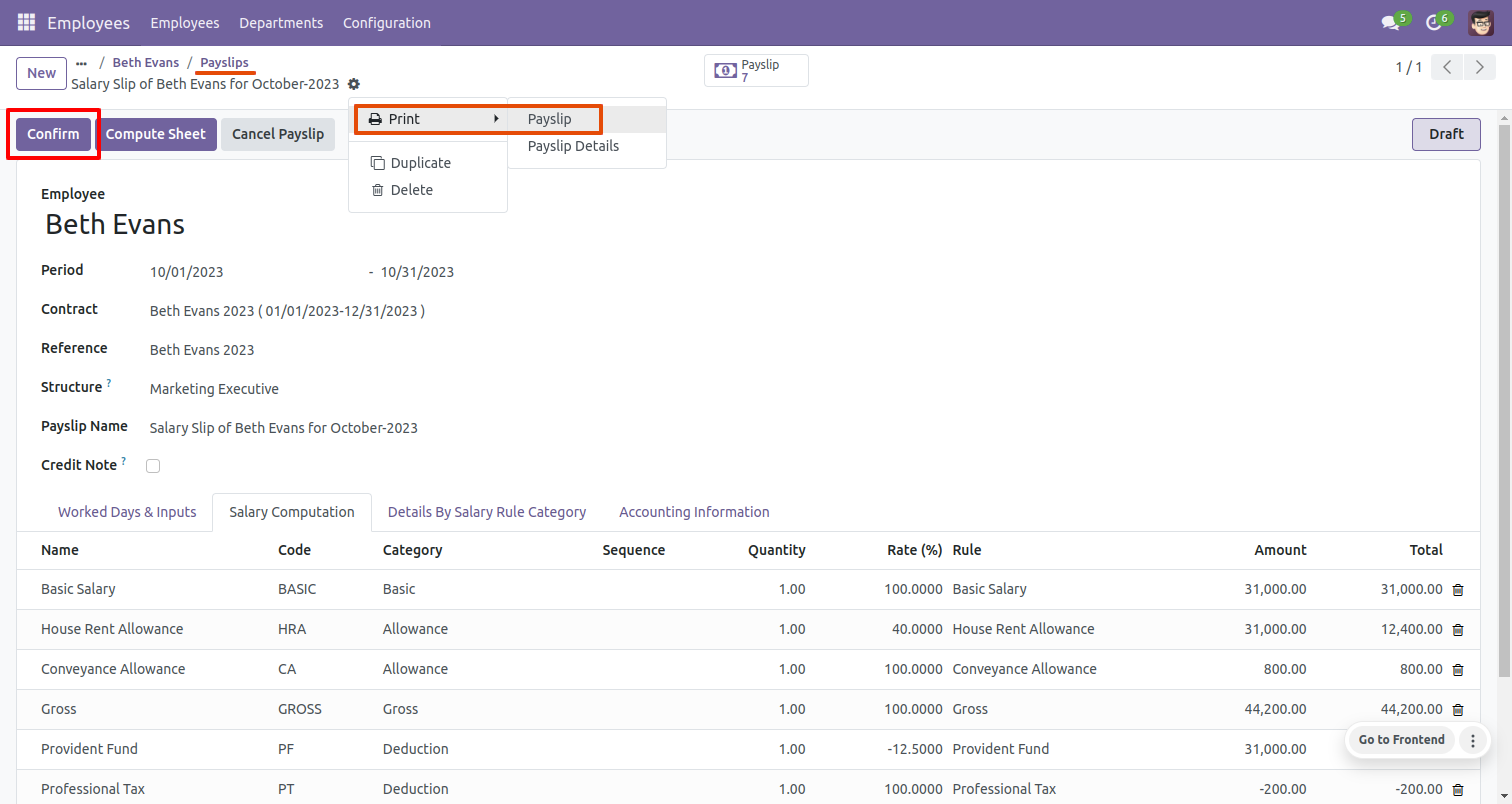 Employees Employees Departments Configuration 5 6
New ... / Beth Evans / Payslips
Salary Slip of Beth Evans for October-2023
Payslip
7
1 / 1
Confirm Compute Sheet Cancel Payslip
Print Payslip
Payslip Details
Duplicate
Delete
Draft
Employee
Beth Evans
Period 10/01/2023 - 10/31/2023
Contract Beth Evans 2023 ( 01/01/2023-12/31/2023 )
Reference Beth Evans 2023
Structure ? Marketing Executive
Payslip Name Salary Slip of Beth Evans for October-2023
Credit Note ?
Worked Days & Inputs Salary Computation Details By Salary Rule Category Accounting Information
Name Code Category Sequence Quantity Rate (%) Rule Amount Total
Basic Salary BASIC Basic 1.00 100.0000 Basic Salary 31,000.00 31,000.00
House Rent Allowance HRA Allowance 1.00 40.0000 House Rent Allowance 31,000.00 12,400.00
Conveyance Allowance CA Allowance 1.00 100.0000 Conveyance Allowance 800.00 800.00
Gross GROSS Gross 1.00 100.0000 Gross 44,200.00 44,200.00
Provident Fund PF Deduction 1.00 -12.5000 Provident Fund 31,000.00
Go to Frontend
Professional Tax PT Deduction 1.00 100.0000 Professional Tax -200.00 -200.00